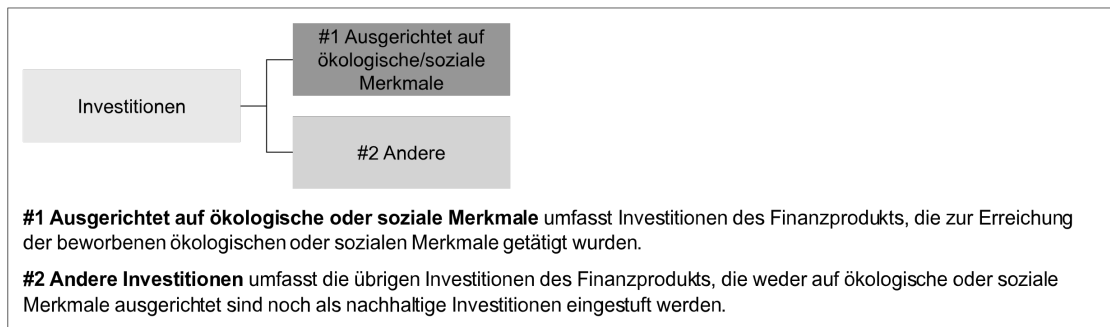 #1 Ausgerichtet auf
ökologische/soziale
Merkmale
Investitionen
#2 Andere
#1 Ausgerichtet auf ökologische oder soziale Merkmale umfasst Investitionen des Finanzprodukts, die zur Erreichung
der beworbenen ökologischen oder sozialen Merkmale getätigt wurden.
#2 Andere Investitionen umfasst die übrigen Investitionen des Finanzprodukts, die weder auf ökologische oder soziale
Merkmale ausgerichtet sind noch als nachhaltige Investitionen eingestuft werden.